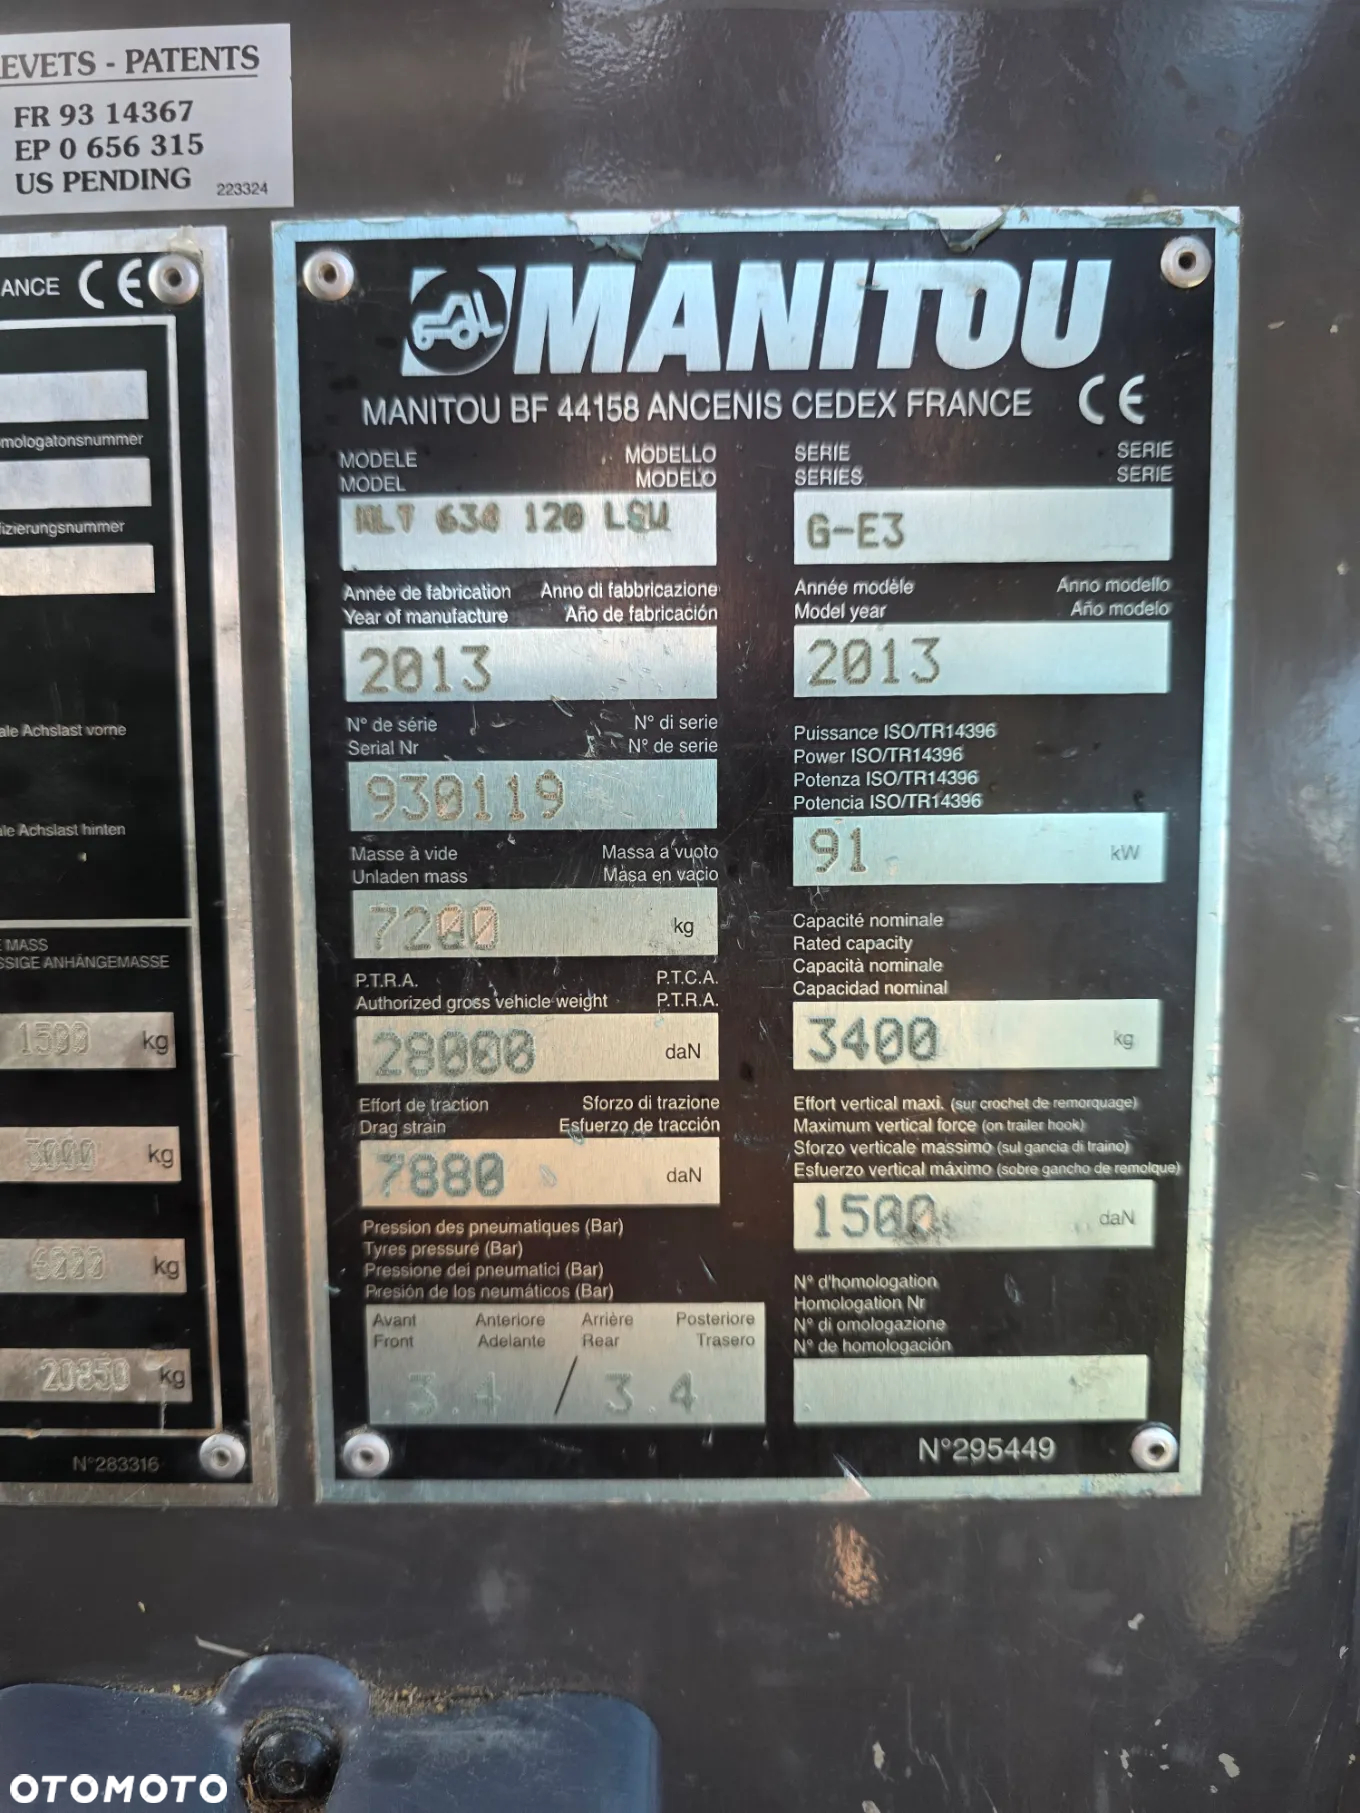 EVETS - PATENTS
FR 93 14367
EP 0 656 315
US PENDING
223324
ANCE CE
mologatonsnummer
fizierungsnummer
ale Achslast vorne
ale Achslast hinten
E MASS
SSIGE ANHÄNGEMASSE
1500 kg
3000 kg
6000 kg
20850 kg
N°283316
MANITOU
MANITOU BF 44158 ANCENIS CEDEX FRANCE CE
MODELE MODELLO
MODEL MODELO
MLT 634 120 LSU
SERIE SERIE
SERIES SERIE
G-E3
Année de fabrication Anno di fabbricazione
Year of manufacture Año de fabricación
2013
Année modèle Anno modello
Model year Año modelo
2013
N° de série N° di serie
Serial Nr N° de serie
930119
Puissance ISO/TR14396
Power ISO/TR14396
Potenza ISO/TR14396
Potencia ISO/TR14396
91 kW
Masse à vide Massa a vuoto
Unladen mass Masa en vacio
7200 kg
Capacité nominale
Rated capacity
Capacità nominale
Capacidad nominal
3400 kg
P.T.R.A. P.T.C.A.
Authorized gross vehicle weight P.T.R.A.
28000 daN
Effort de traction Sforzo di trazione
Drag strain Esfuerzo de tracción
7880 daN
Effort vertical maxi. (sur crochet de remorquage)
Maximum vertical force (on trailer hook)
Sforzo verticale massimo (sul gancia di traino)
Esfuerzo vertical máximo (sobre gancho de remolque)
1500 daN
Pression des pneumatiques (Bar)
Tyres pressure (Bar)
Pressione dei pneumatici (Bar)
Presión de los neumáticos (Bar)
Avant Anteriore Arrière Posteriore
Front Adelante Rear Trasero
3.4 / 3.4
N° d'homologation
Homologation Nr
N° di omologazione
N° de homologación
N°295449
OTOMOTO